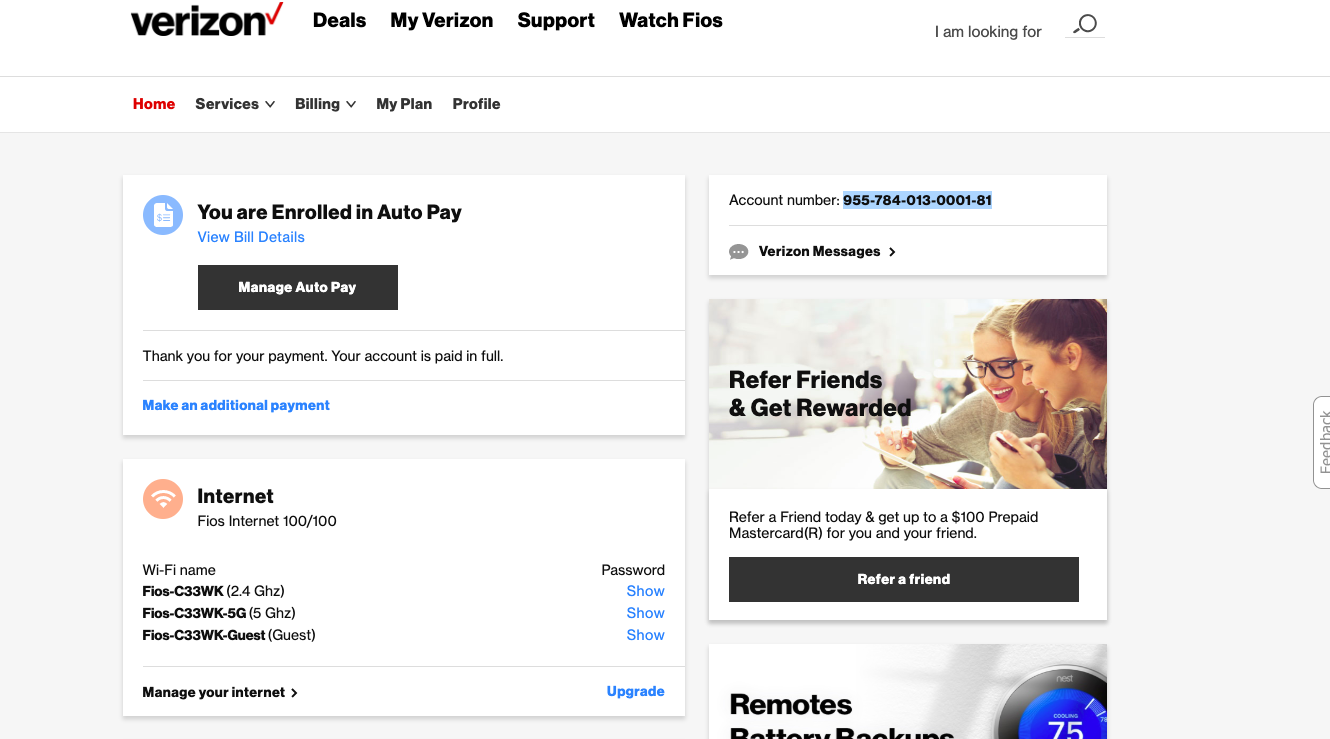 verizon
Deals My Verizon Support Watch Fios
I am looking for
Home Services Billing My Plan Profile
You are Enrolled in Auto Pay
View Bill Details
Manage Auto Pay
Thank you for your payment. Your account is paid in full.
Make an additional payment
Internet
Fios Internet 100/100
Wi-Fi name Password
Fios-C33WK (2.4 Ghz) Show
Fios-C33WK-5G (5 Ghz) Show
Fios-C33WK-Guest (Guest) Show
Manage your internet Upgrade
Account number: 955-784-013-0001-81
Verizon Messages
Refer Friends
& Get Rewarded
Refer a Friend today & get up to a $100 Prepaid
Mastercard(R) for you and your friend.
Refer a friend
Remotes
Battery Backups
nest
COOLING
75
78
Feedback